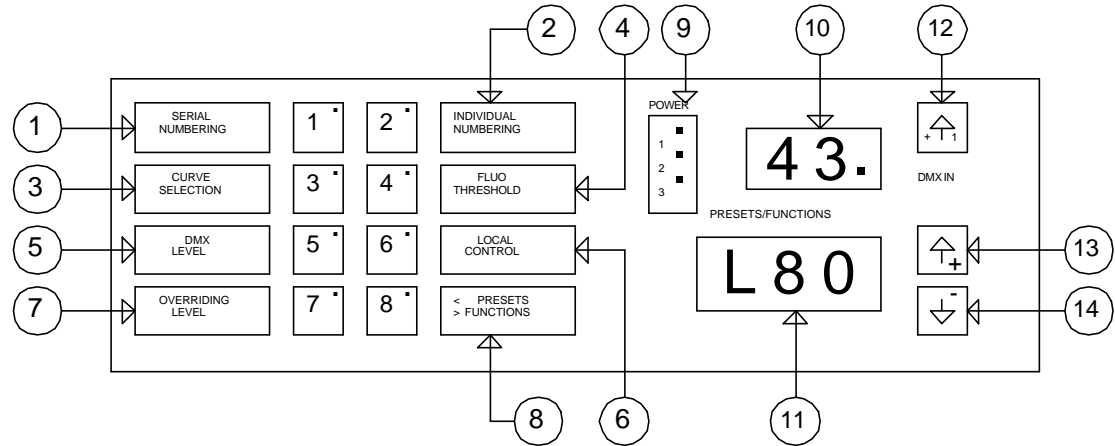 2
4
9
10
12
POWER
1
SERIAL
NUMBERING
1
2
INDIVIDUAL
NUMBERING
1
2
3
43.
+ 1
3
CURVE
SELECTION
3
4
FLUO
THRESHOLD
DMX IN
PRESETS/FUNCTIONS
5
DMX
LEVEL
5
6
LOCAL
CONTROL
L80
+
13
7
OVERRIDING
LEVEL
7
8
< PRESETS
> FUNCTIONS
-
14
8
6
11